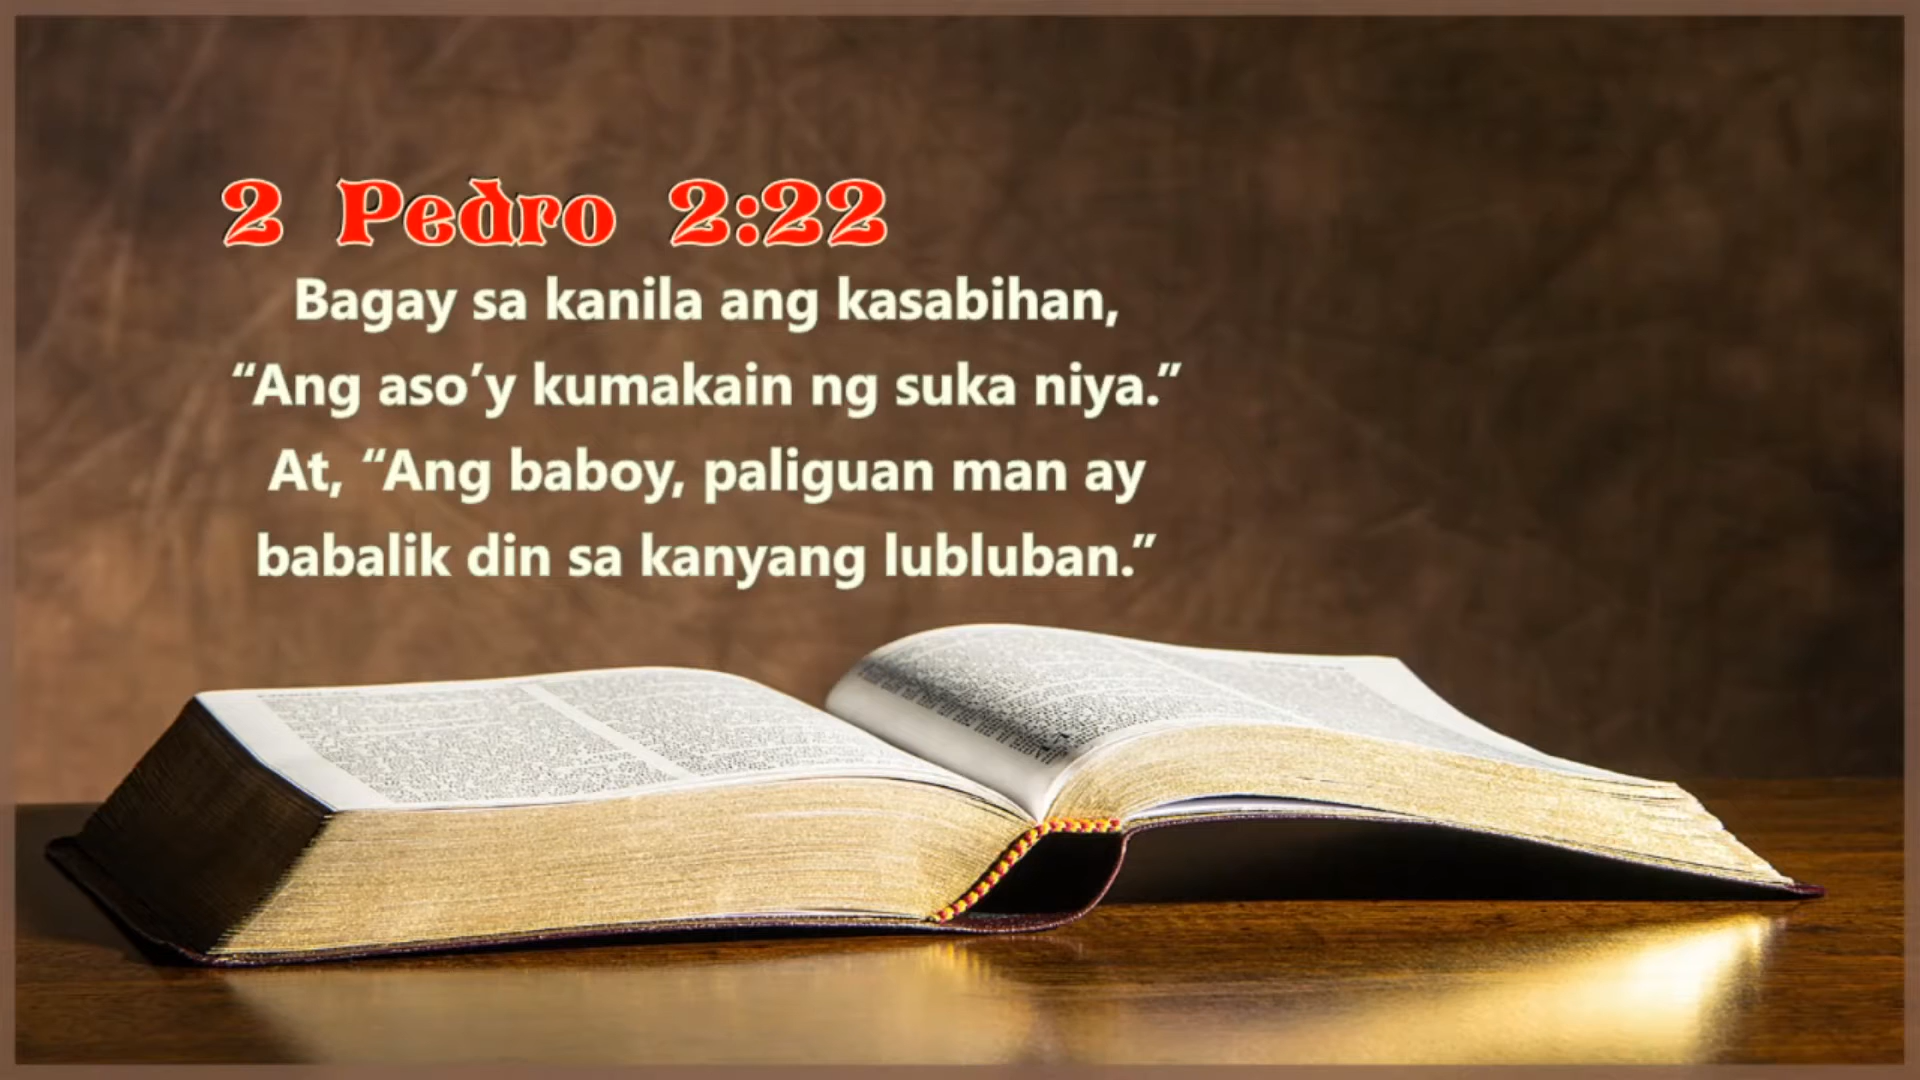 2 Pedro 2:22
Bagay sa kanila ang kasabihan,
“Ang aso’y kumakain ng suka niya.”
At, “Ang baboy, paliguan man ay
babalik din sa kanyang lubluban.”